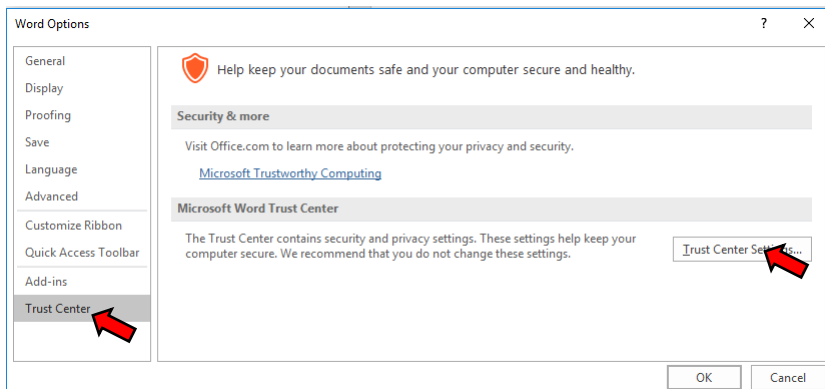 Word Options
?
General
Display
Proofing
Save
Language
Advanced
Customize Ribbon
Quick Access Toolbar
Add-ins
Trust Center
Help keep your documents safe and your computer secure and healthy.
Security & more
Visit Office.com to learn more about protecting your privacy and security.
Microsoft Trustworthy Computing
Microsoft Word Trust Center
The Trust Center contains security and privacy settings. These settings help keep your
computer secure. We recommend that you do not change these settings.
Trust Center Settings...
OK
Cancel